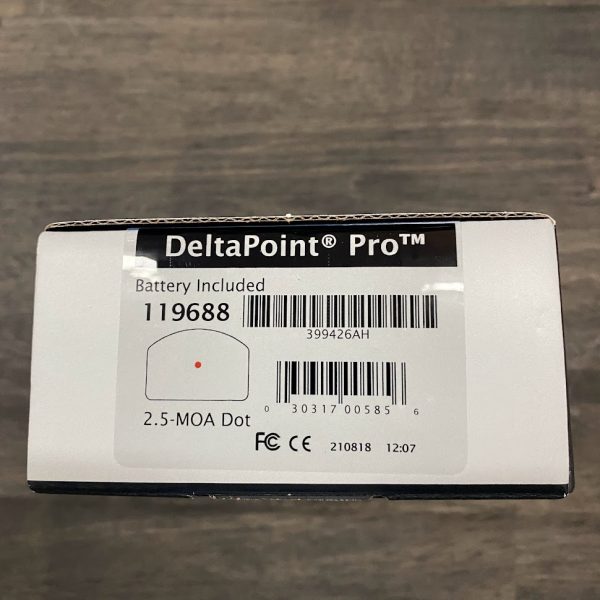 DeltaPoint® Pro™
Battery Included
119688
399426AH
0 30317 00585 6
2.5-MOA Dot
FC CE 210818 12:07